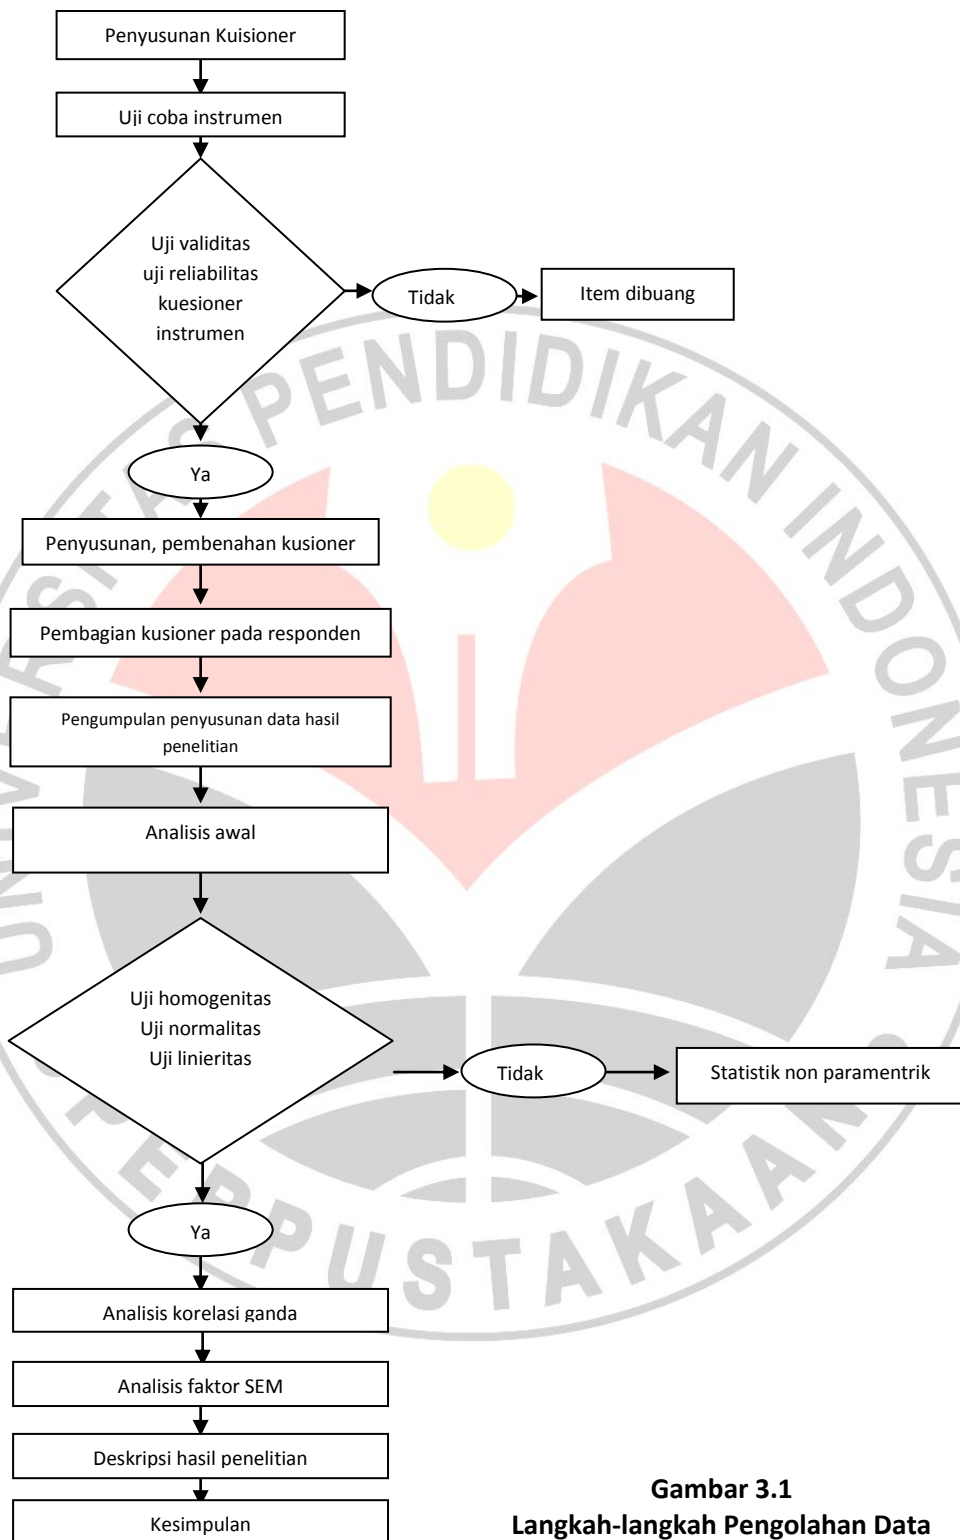 Penyusunan Kuisioner
Uji coba instrumen
Uji validitas
uji reliabilitas
kuesioner
instrumen
Tidak
Item dibuang
Ya
Penyusunan, pembenahan kusioner
Pembagian kusioner pada responden
Pengumpulan penyusunan data hasil
penelitian
Analisis awal
Uji homogenitas
Uji normalitas
Uji linieritas
Tidak
Statistik non paramentrik
Ya
Analisis korelasi ganda
Analisis faktor SEM
Deskripsi hasil penelitian
Kesimpulan
Gambar 3.1
Langkah-langkah Pengolahan Data
UNIVERSITAS PENDIDIKAN INDONESIA
PERPUSTAKAAN